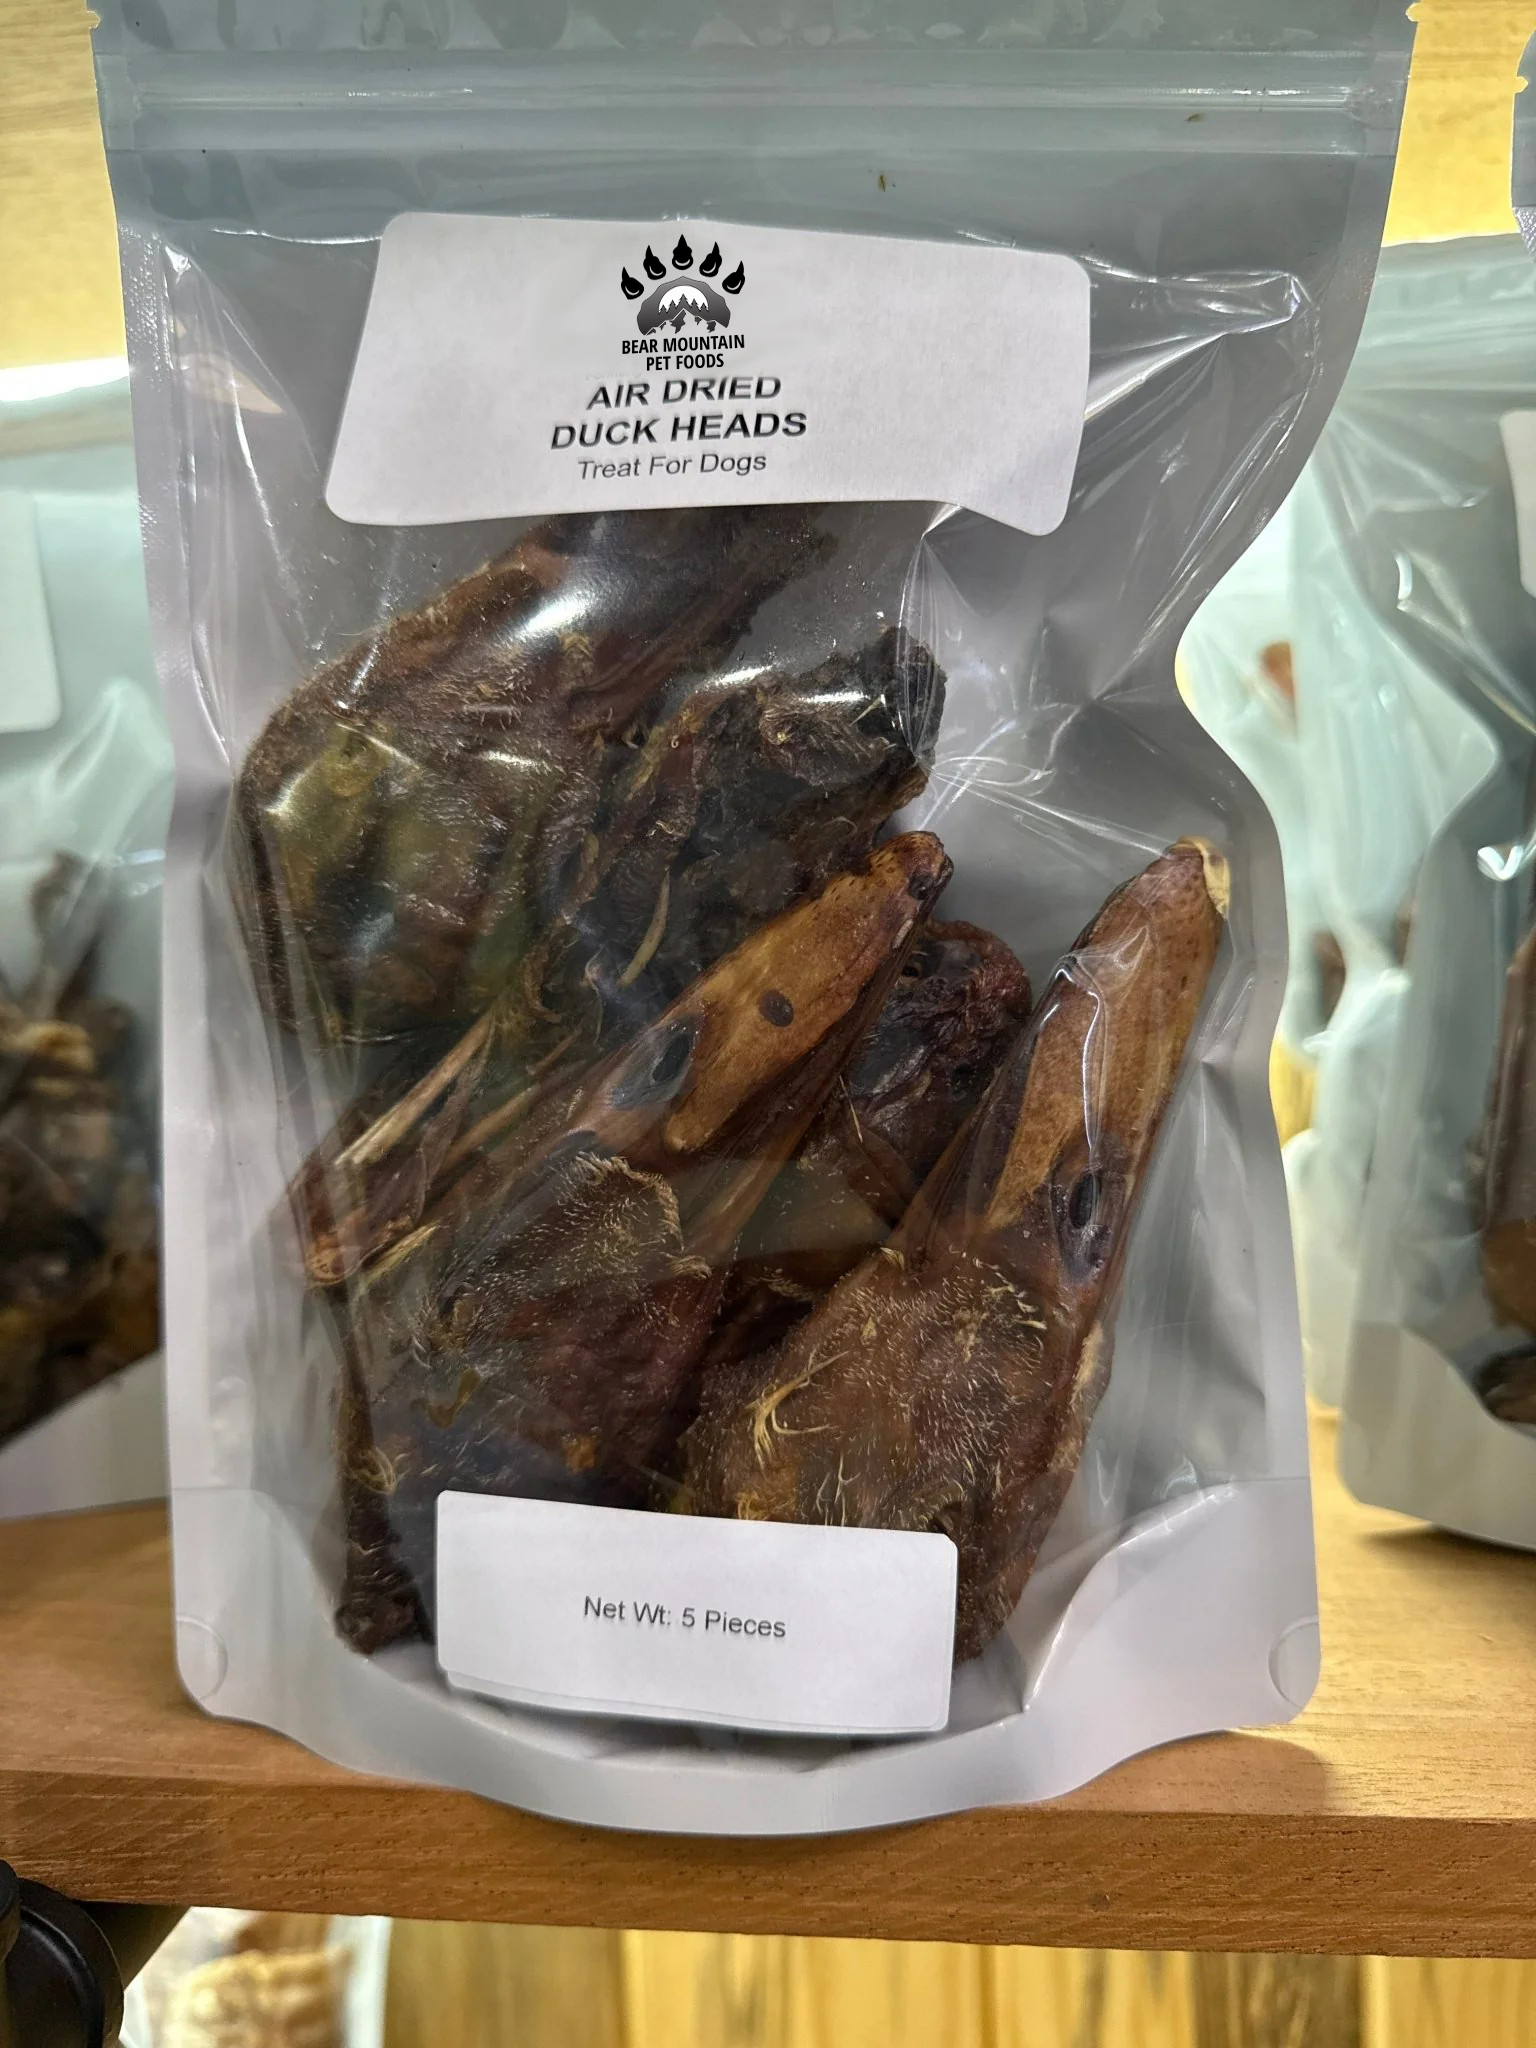 BEAR MOUNTAIN
PET FOODS
AIR DRIED
DUCK HEADS
Treat For Dogs
Net Wt: 5 Pieces